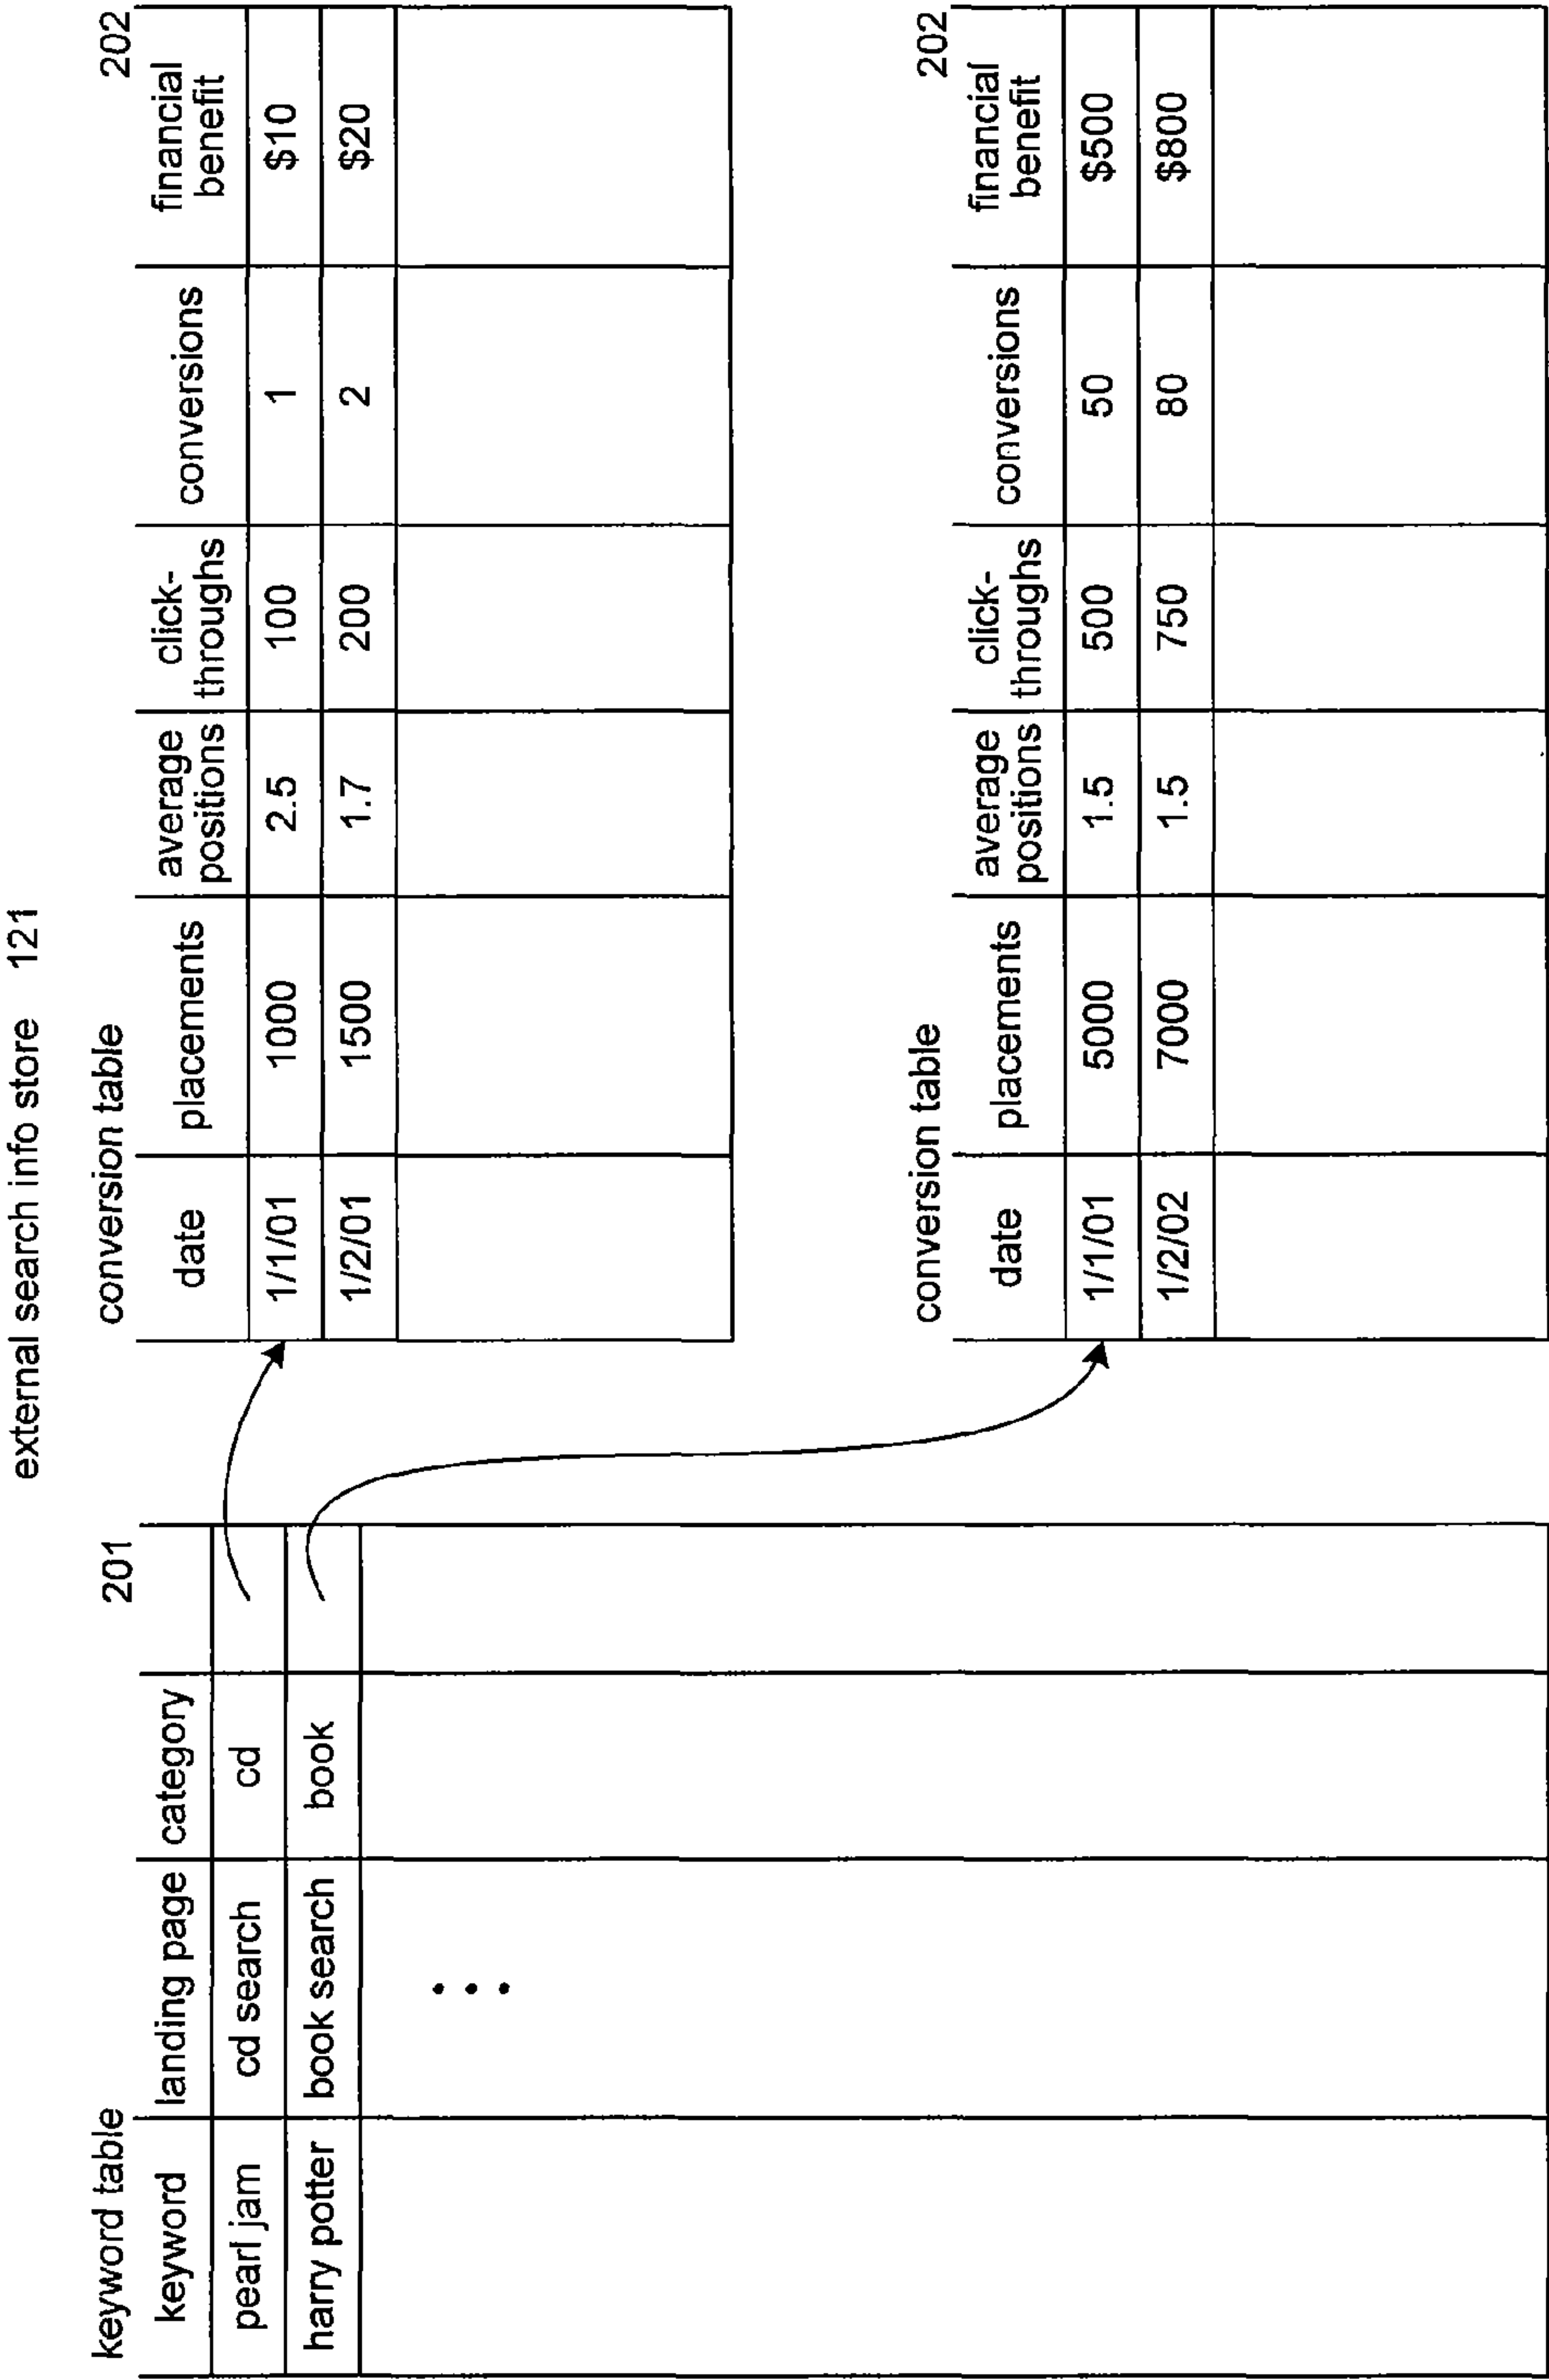 external search info store 121
keyword table 201
keyword landing page category
pearl jam cd search cd
harry potter book search book
...
conversion table 202
date placements average positions click-throughs conversions financial benefit
1/1/01 1000 2.5 100 1 $10
1/2/01 1500 1.7 200 2 $20
conversion table 202
date placements average positions click-throughs conversions financial benefit
1/1/01 5000 1.5 500 50 $500
1/2/02 7000 1.5 750 80 $800